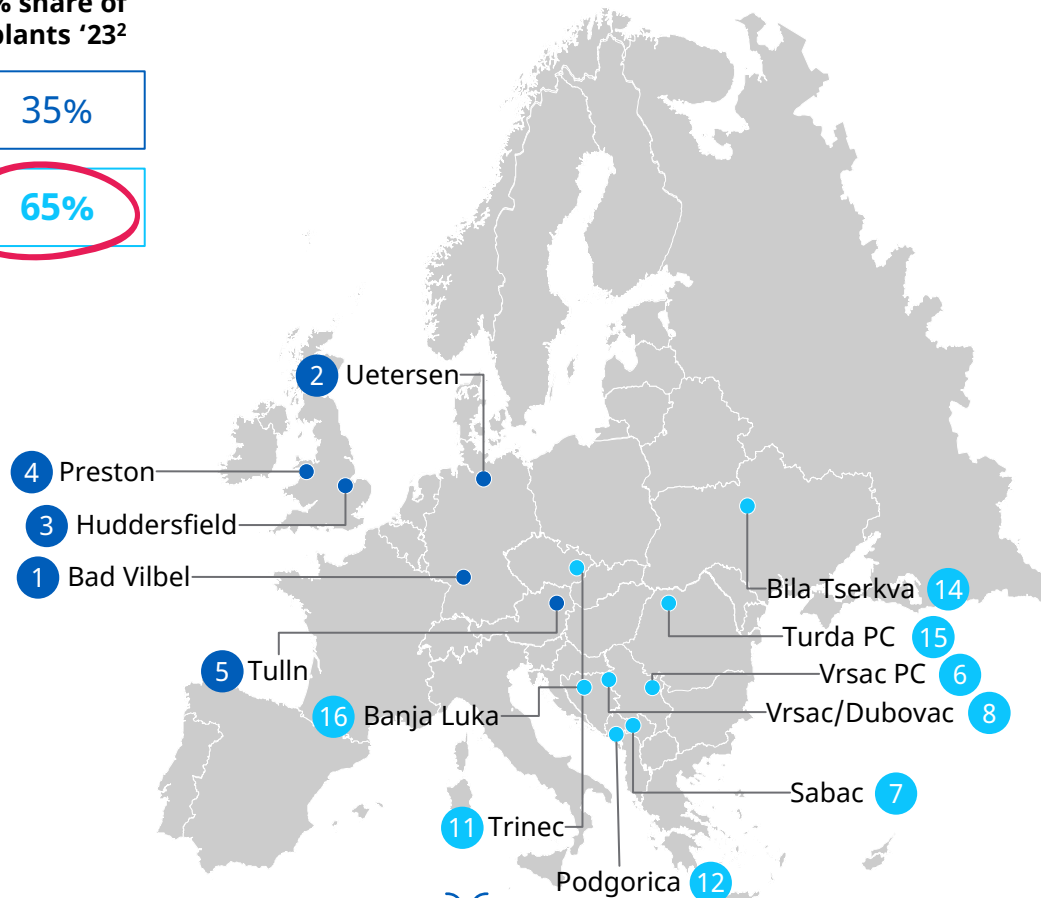 % share of
plants ‘23²
35%
65%
2 Uetersen
4 Preston
3 Huddersfield
1 Bad Vilbel
Bila Tserkva 14
Turda PC 15
5 Tulln
Vrsac PC 6
16 Banja Luka
Vrsac/Dubovac 8
Sabac 7
11 Trinec
Podgorica 12